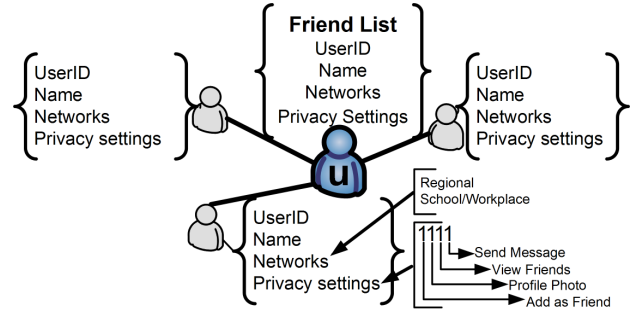 Friend List
UserID
Name
Networks
Privacy Settings
UserID
Name
Networks
Privacy settings
UserID
Name
Networks
Privacy settings
u
UserID
Name
Networks
Privacy settings
Regional
School/Workplace
1111
Send Message
View Friends
Profile Photo
Add as Friend